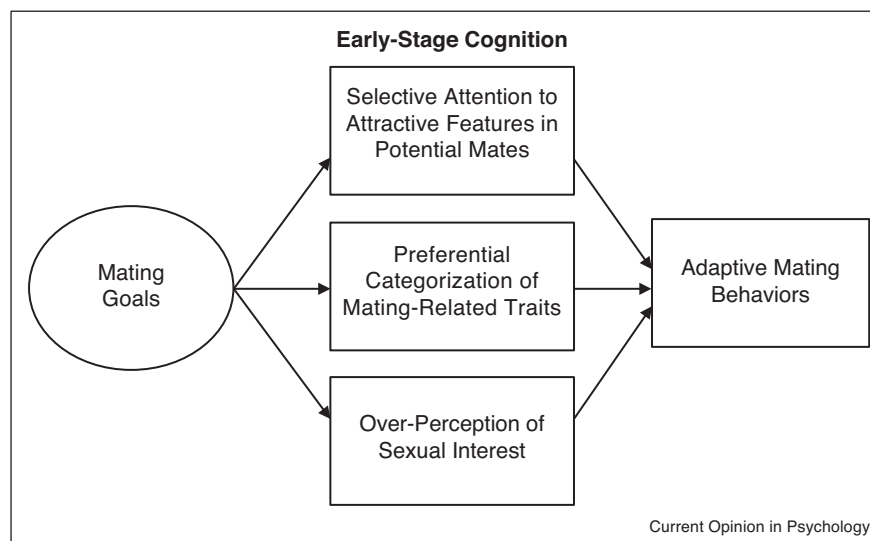 Early-Stage Cognition
Selective Attention to
Attractive Features in
Potential Mates
Mating
Goals
Preferential
Categorization of
Mating-Related Traits
Adaptive Mating
Behaviors
Over-Perception of
Sexual Interest
Current Opinion in Psychology